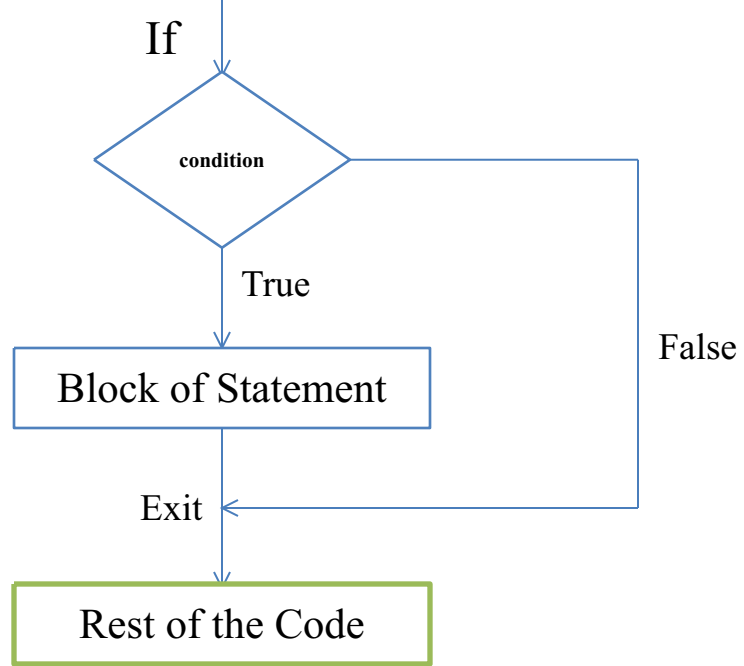 If
condition
True
False
Block of Statement
Exit
Rest of the Code